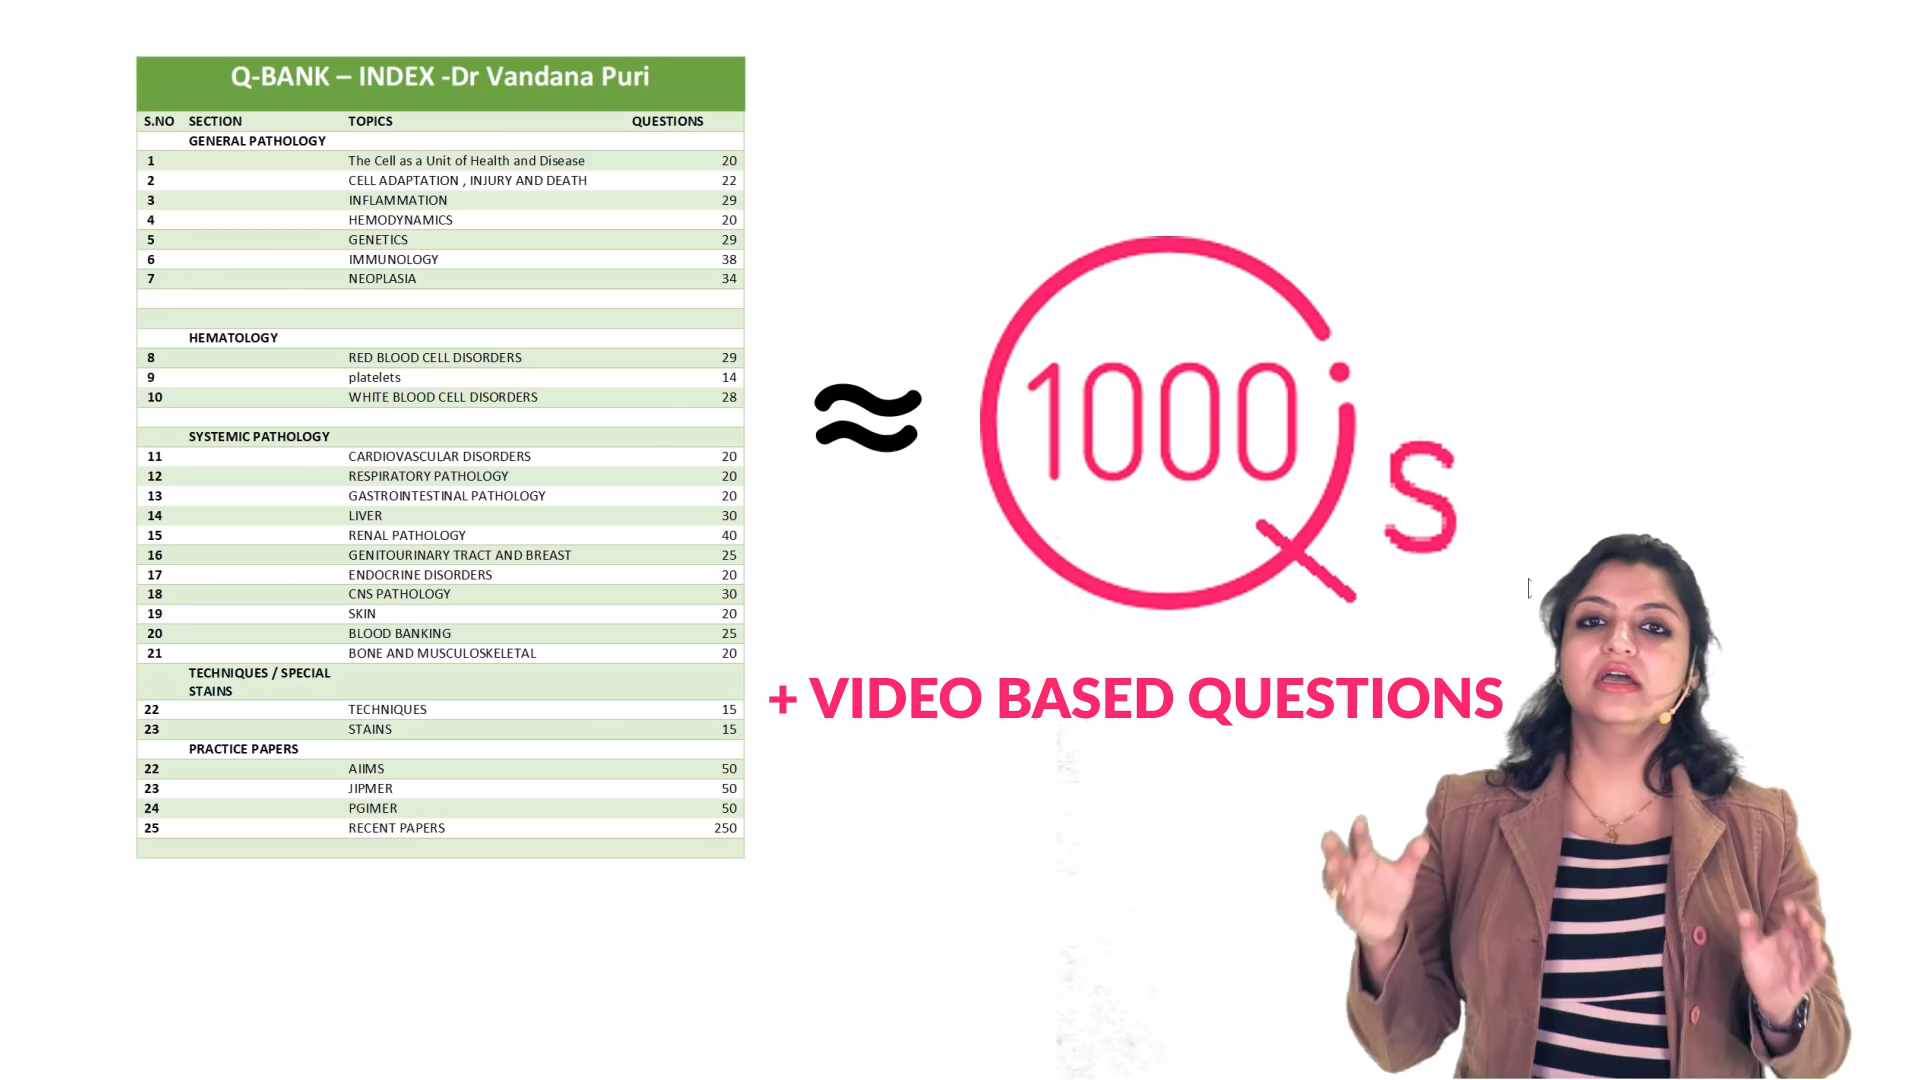 Q-BANK – INDEX -Dr Vandana Puri
S.NO SECTION TOPICS QUESTIONS
GENERAL PATHOLOGY
1 The Cell as a Unit of Health and Disease 20
2 CELL ADAPTATION , INJURY AND DEATH 22
3 INFLAMMATION 29
4 HEMODYNAMICS 20
5 GENETICS 29
6 IMMUNOLOGY 38
7 NEOPLASIA 34
HEMATOLOGY
8 RED BLOOD CELL DISORDERS 29
9 platelets 14
10 WHITE BLOOD CELL DISORDERS 28
SYSTEMIC PATHOLOGY
11 CARDIOVASCULAR DISORDERS 20
12 RESPIRATORY PATHOLOGY 20
13 GASTROINTESTINAL PATHOLOGY 20
14 LIVER 30
15 RENAL PATHOLOGY 40
16 GENITOURINARY TRACT AND BREAST 25
17 ENDOCRINE DISORDERS 20
18 CNS PATHOLOGY 30
19 SKIN 20
20 BLOOD BANKING 25
21 BONE AND MUSCULOSKELETAL 20
TECHNIQUES / SPECIAL
STAINS
22 TECHNIQUES 15
23 STAINS 15
PRACTICE PAPERS
22 AIIMS 50
23 JIPMER 50
24 PGIMER 50
25 RECENT PAPERS 250
≈
1000 Qs
+ VIDEO BASED QUESTIONS